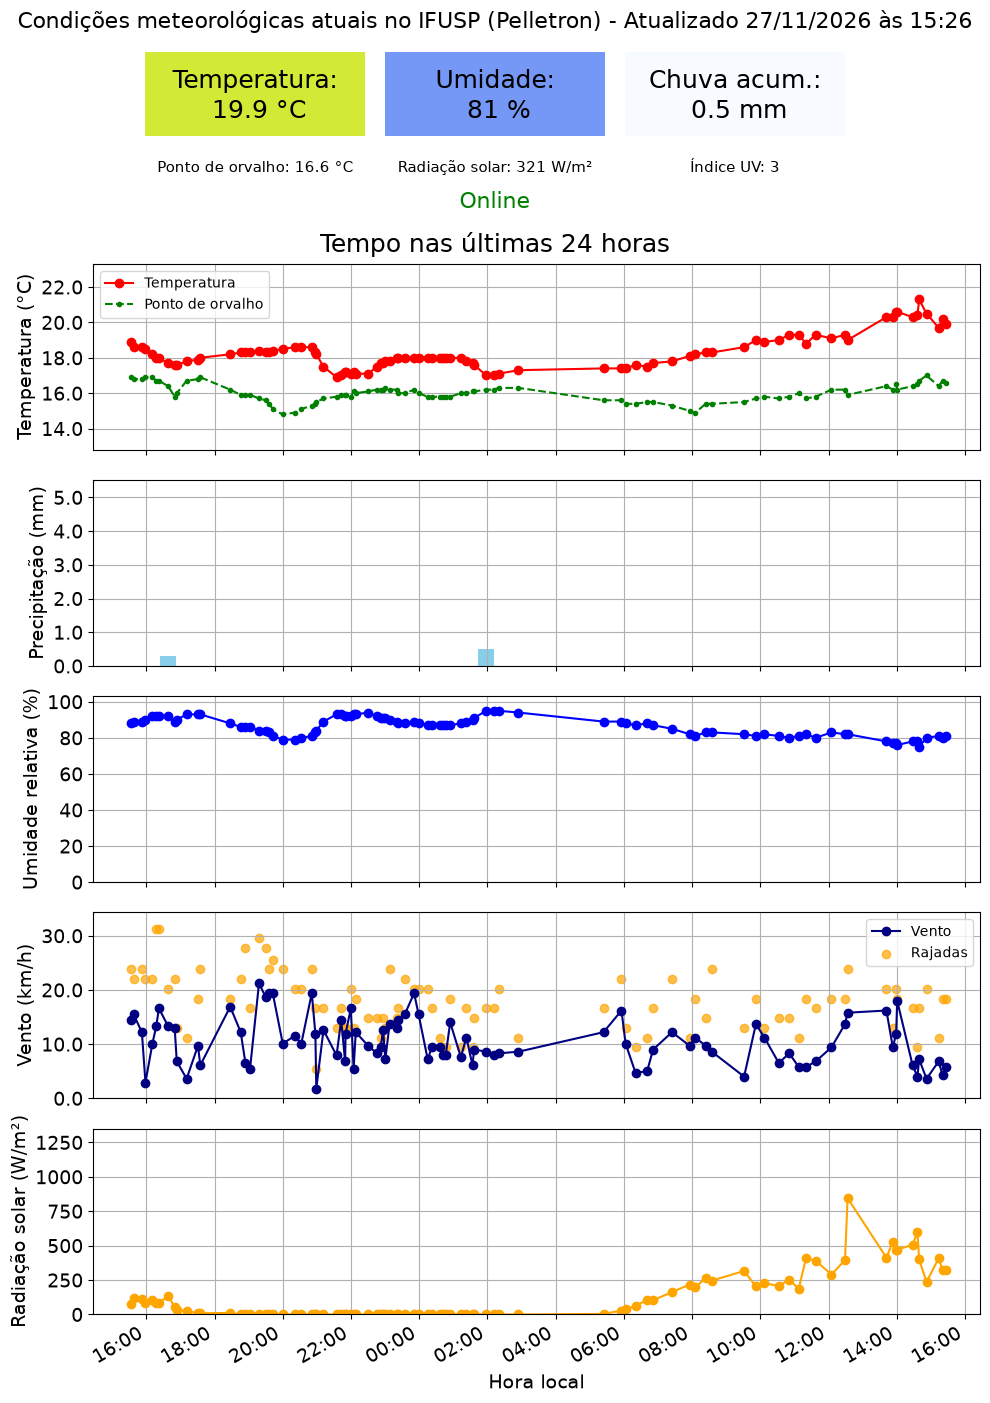 Condições meteorológicas atuais no IFUSP (Pelletron) - Atualizado 27/11/2026 às 15:26
Temperatura:
19.9 °C
Umidade:
81 %
Chuva acum.:
0.5 mm
Ponto de orvalho: 16.6 °C
Radiação solar: 321 W/m²
Índice UV: 3
Online
Tempo nas últimas 24 horas
Temperatura (°C)
22.0
20.0
18.0
16.0
14.0
Temperatura
Ponto de orvalho
Precipitação (mm)
5.0
4.0
3.0
2.0
1.0
0.0
Umidade relativa (%)
100
80
60
40
20
0
Vento (km/h)
30.0
20.0
10.0
0.0
Vento
Rajadas
Radiação solar (W/m²)
1250
1000
750
500
250
0
16:00
18:00
20:00
22:00
00:00
02:00
04:00
06:00
08:00
10:00
12:00
14:00
16:00
Hora local